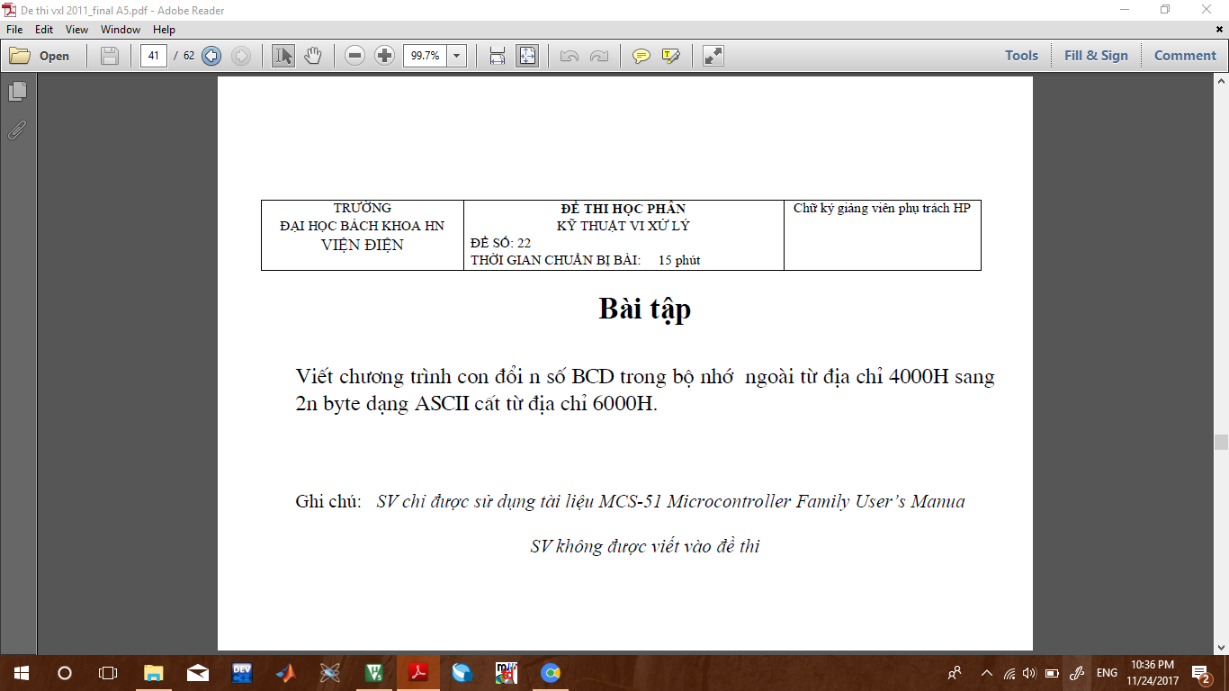 De thi vxl 2011_final A5.pdf - Adobe Reader
File Edit View Window Help
Open 41 / 62 99.7% Tools Fill & Sign Comment
TRƯỜNG
ĐẠI HỌC BÁCH KHOA HN
VIỆN ĐIỆN
ĐỀ THI HỌC PHẦN
KỸ THUẬT VI XỬ LÝ
ĐỀ SỐ: 22
THỜI GIAN CHUẨN BỊ BÀI: 15 phút
Chữ ký giảng viên phụ trách HP
Bài tập
Viết chương trình con đổi n số BCD trong bộ nhớ ngoài từ địa chỉ 4000H sang
2n byte dạng ASCII cất từ địa chỉ 6000H.
Ghi chú: SV chỉ được sử dụng tài liệu MCS-51 Microcontroller Family User's Manua
SV không được viết vào đề thi
DEV
ENG
10:36 PM
11/24/2017
2